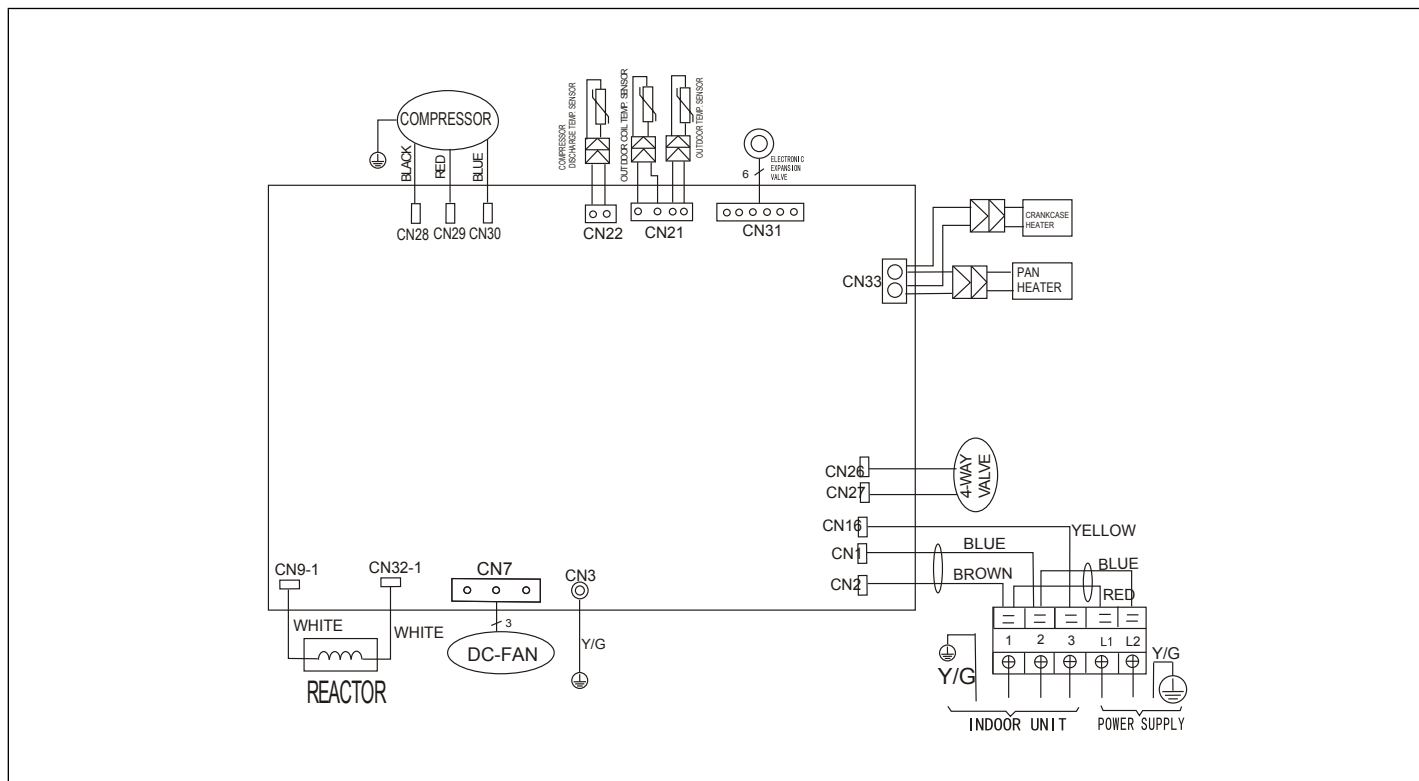 COMPRESSOR
BLACK
RED
BLUE
CN28
CN29
CN30
COMPRESSOR
DISCHARGE TEMP. SENSOR
OUTDOOR COIL TEMP. SENSOR
OUTDOOR TEMP. SENSOR
6
ELECTRONIC
EXPANSION
VALVE
CN22
CN21
CN31
CN33
CRANKCASE
HEATER
PAN
HEATER
CN26
CN27
4-WAY
VALVE
CN16
YELLOW
CN1
BLUE
CN2
BROWN
BLUE
RED
1 2 3 L1 L2
Y/G
Y/G
INDOOR UNIT
POWER SUPPLY
CN9-1
CN32-1
WHITE
WHITE
REACTOR
CN7
3
DC-FAN
CN3
Y/G